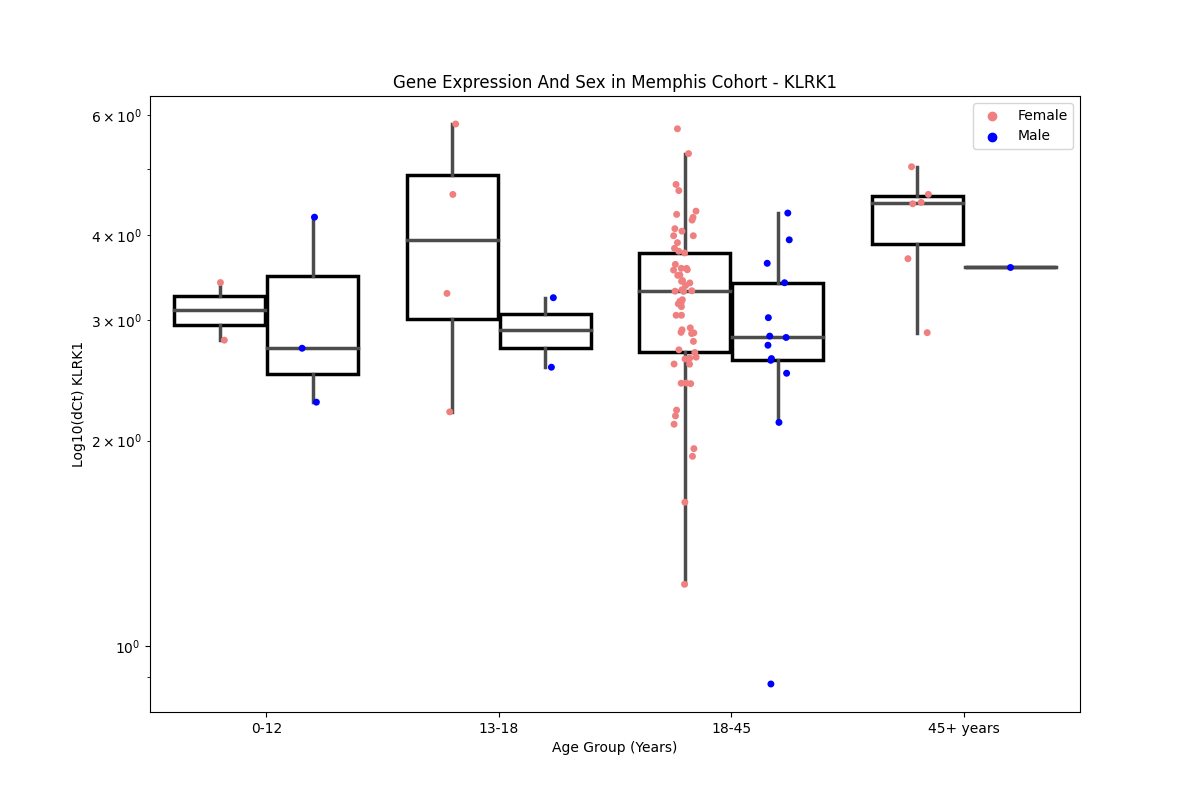 Gene Expression And Sex in Memphis Cohort - KLRK1
Female
Male
6 × 10⁰
4 × 10⁰
3 × 10⁰
2 × 10⁰
10⁰
Log10(dCt) KLRK1
0-12
13-18
18-45
45+ years
Age Group (Years)